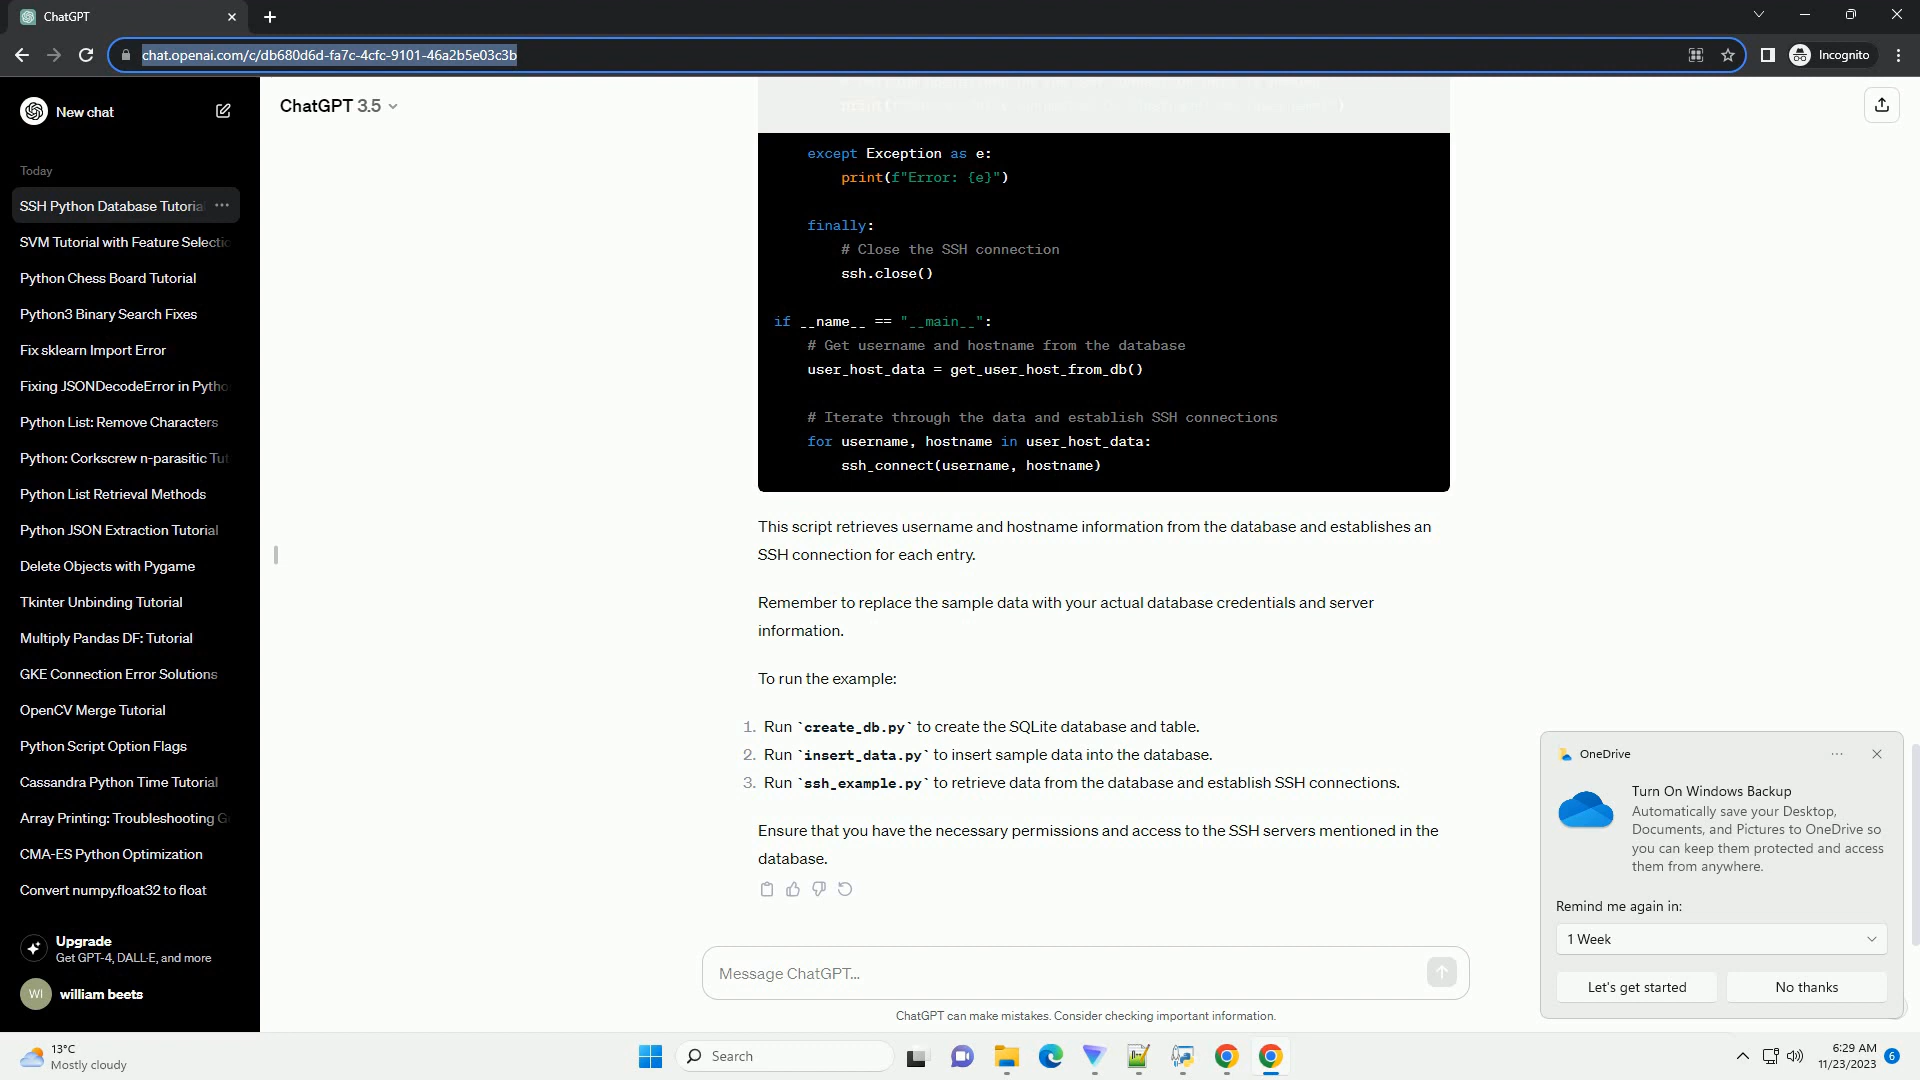 ChatGPT
chat.openai.com/c/db680d6d-fa7c-4cfc-9101-46a2b5e03c3b
Incognito
New chat
Today
SSH Python Database Tutoria
SVM Tutorial with Feature Selectio
Python Chess Board Tutorial
Python3 Binary Search Fixes
Fix sklearn Import Error
Fixing JSONDecodeError in Pytho
Python List: Remove Characters
Python: Corkscrew n-parasitic Tut
Python List Retrieval Methods
Python JSON Extraction Tutorial
Delete Objects with Pygame
Tkinter Unbinding Tutorial
Multiply Pandas DF: Tutorial
GKE Connection Error Solutions
OpenCV Merge Tutorial
Python Script Option Flags
Cassandra Python Time Tutorial
Array Printing: Troubleshooting G
CMA-ES Python Optimization
Convert numpy.float32 to float
Upgrade
Get GPT-4, DALL·E, and more
WI
william beets
ChatGPT 3.5
except Exception as e:
print(f"Error: {e}")
finally:
# Close the SSH connection
ssh.close()
if __name__ == "__main__":
# Get username and hostname from the database
user_host_data = get_user_host_from_db()
# Iterate through the data and establish SSH connections
for username, hostname in user_host_data:
ssh_connect(username, hostname)
This script retrieves username and hostname information from the database and establishes an
SSH connection for each entry.
Remember to replace the sample data with your actual database credentials and server
information.
To run the example:
1. Run `create_db.py` to create the SQLite database and table.
2. Run `insert_data.py` to insert sample data into the database.
3. Run `ssh_example.py` to retrieve data from the database and establish SSH connections.
Ensure that you have the necessary permissions and access to the SSH servers mentioned in the
database.
Message ChatGPT...
ChatGPT can make mistakes. Consider checking important information.
OneDrive
Turn On Windows Backup
Automatically save your Desktop,
Documents, and Pictures to OneDrive so
you can keep them protected and access
them from anywhere.
Remind me again in:
1 Week
Let's get started
No thanks
13°C
Mostly cloudy
Search
6:29 AM
11/23/2023
6